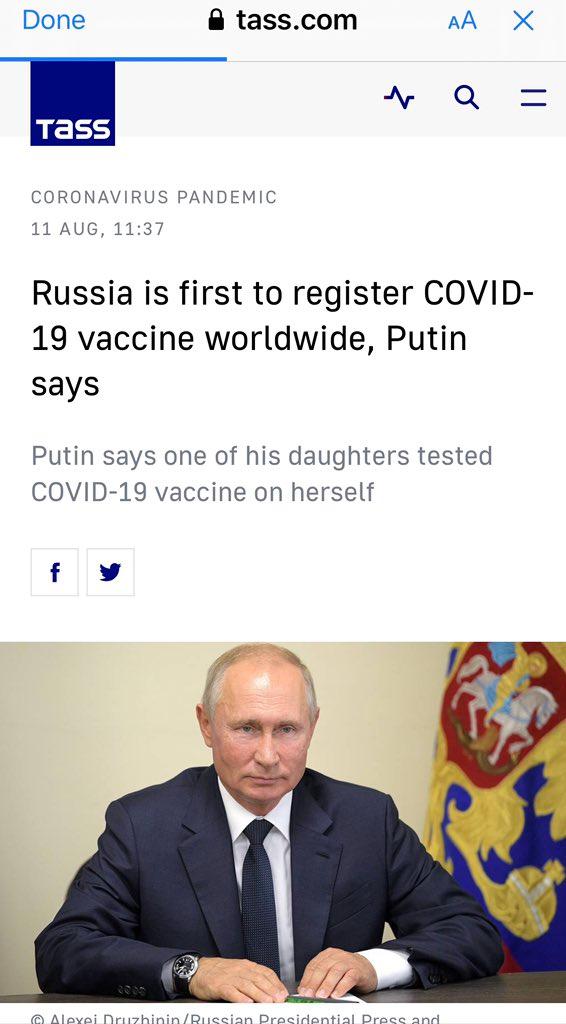 Done
tass.com
AA
TASS
CORONAVIRUS PANDEMIC
11 AUG, 11:37
Russia is first to register COVID-
19 vaccine worldwide, Putin
says
Putin says one of his daughters tested
COVID-19 vaccine on herself
f
© Alexei Druzhinin/Russian Presidential Press and